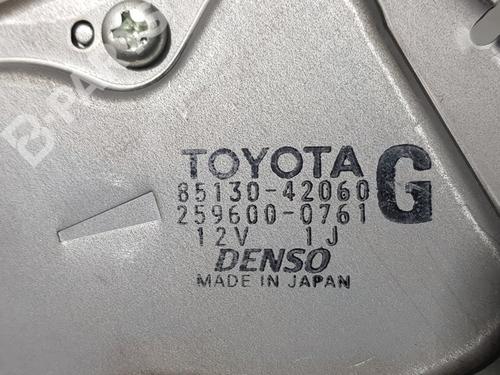 B-PARTS
TOYOTA
85130-42060 G
259600-0761
12V 1J
DENSO
MADE IN JAPAN